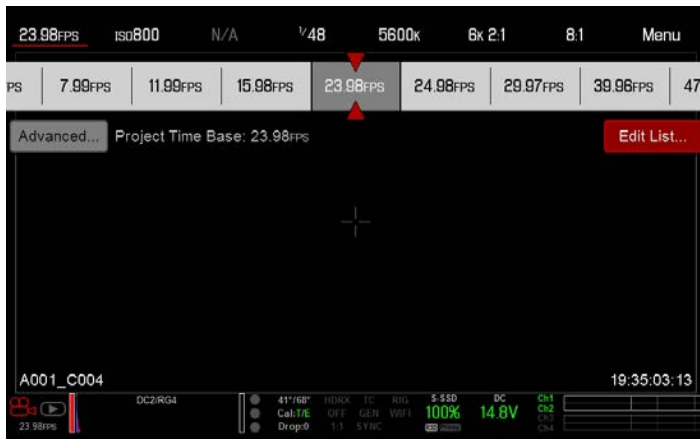 23.98FPS ISO800 N/A 1/48 5600K 6K 2:1 8:1 Menu
PS 7.99FPS 11.99FPS 15.98FPS 23.98FPS 24.98FPS 29.97FPS 39.96FPS 47
Advanced... Project Time Base: 23.98FPS Edit List...
A001_C004 19:35:03:13
DC2/RG4 41°/68° HDRX TC RIG S-SSD DC Ch1
Cal:T/E OFF GEN WIFI 100% 14.8V Ch2
Ch3
23.98FPS Drop:0 1:1 SYNC Ch4